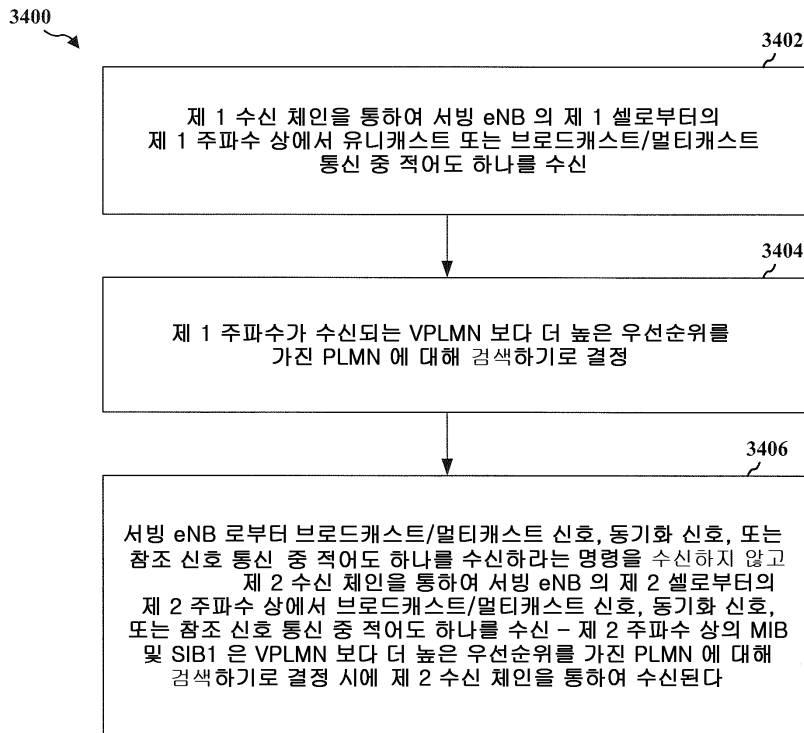 3400
3402
제 1 수신 체인을 통하여 서빙 eNB 의 제 1 셀로부터의
제 1 주파수 상에서 유니캐스트 또는 브로드캐스트/멀티캐스트
통신 중 적어도 하나를 수신
3404
제 1 주파수가 수신되는 VPLMN 보다 더 높은 우선순위를
가진 PLMN 에 대해 검색하기로 결정
3406
서빙 eNB 로부터 브로드캐스트/멀티캐스트 신호, 동기화 신호, 또는
참조 신호 통신 중 적어도 하나를 수신하라는 명령을 수신하지 않고
제 2 수신 체인을 통하여 서빙 eNB 의 제 2 셀로부터의
제 2 주파수 상에서 브로드캐스트/멀티캐스트 신호, 동기화 신호,
또는 참조 신호 통신 중 적어도 하나를 수신 – 제 2 주파수 상의 MIB
및 SIB1 은 VPLMN 보다 더 높은 우선순위를 가진 PLMN 에 대해
검색하기로 결정 시에 제 2 수신 체인을 통하여 수신된다